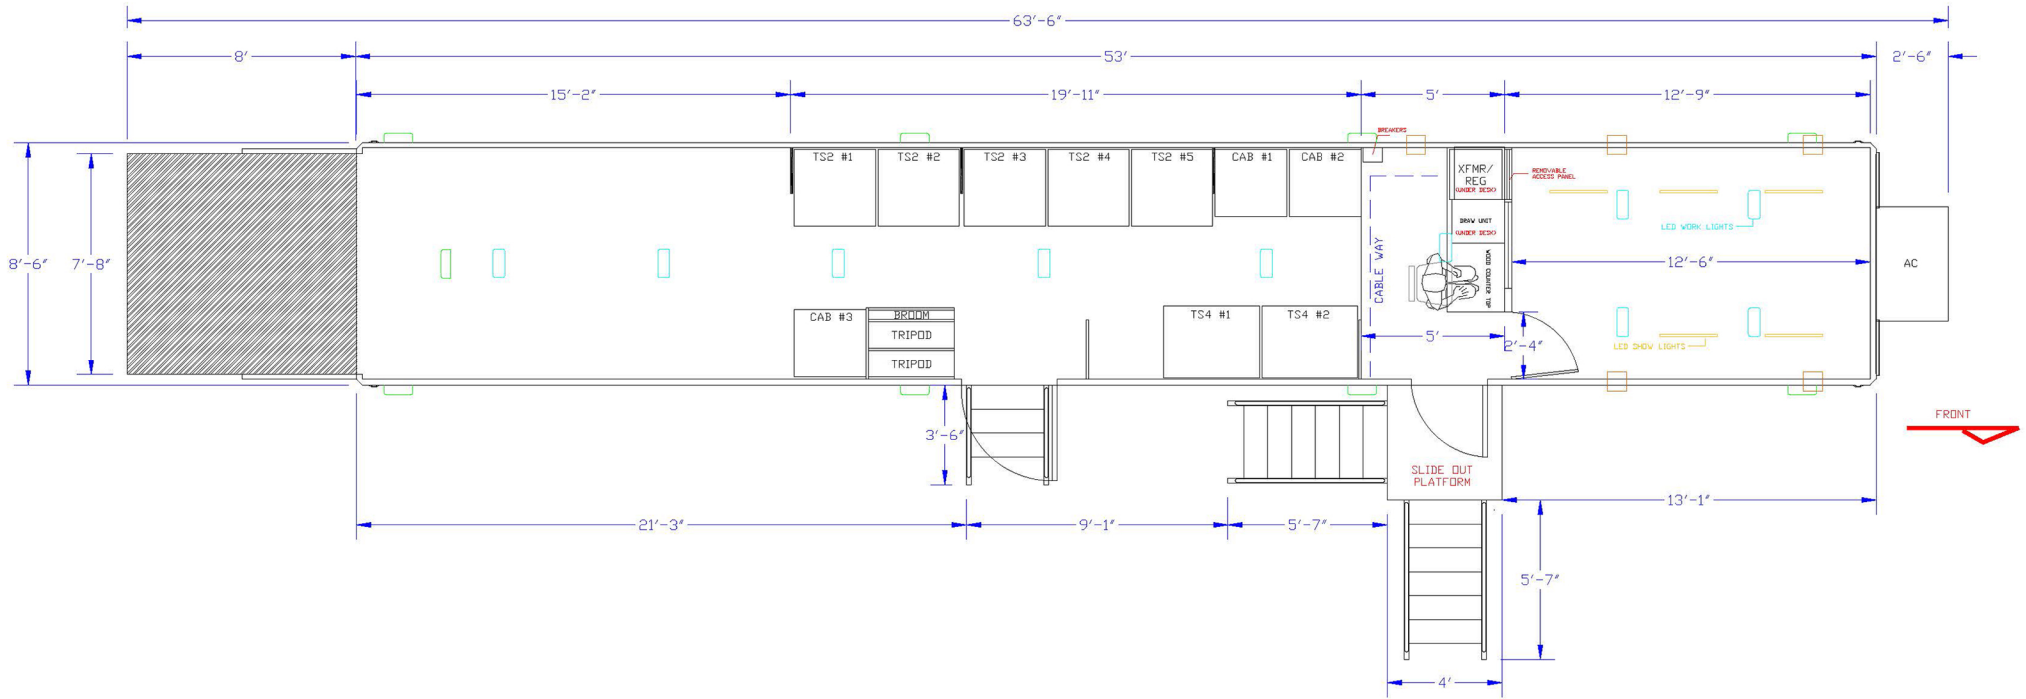 63'-6"
8'
53'
2'-6"
15'-2"
19'-11"
5'
12'-9"
BREAKERS
TS2 #1
TS2 #2
TS2 #3
TS2 #4
TS2 #5
CAB #1
CAB #2
XFMR/
REG
(UNDER DESK)
REMOVABLE
ACCESS PANEL
DRAW UNIT
(UNDER DESK)
LED WORK LIGHTS
8'-6"
7'-8"
CABLE WAY
WOOD COUNTER TOP
12'-6"
AC
CAB #3
BROOM
TRIPOD
TRIPOD
TS4 #1
TS4 #2
5'
2'-4"
LED SHOW LIGHTS
FRONT
3'-6"
SLIDE OUT
PLATFORM
13'-1"
21'-3"
9'-1"
5'-7"
5'-7"
4'